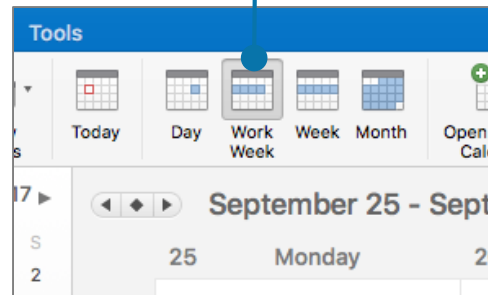 Tools
Today Day Work Week Month Open
Week Cal
17
September 25 - Sept
S
25 Monday 2
2